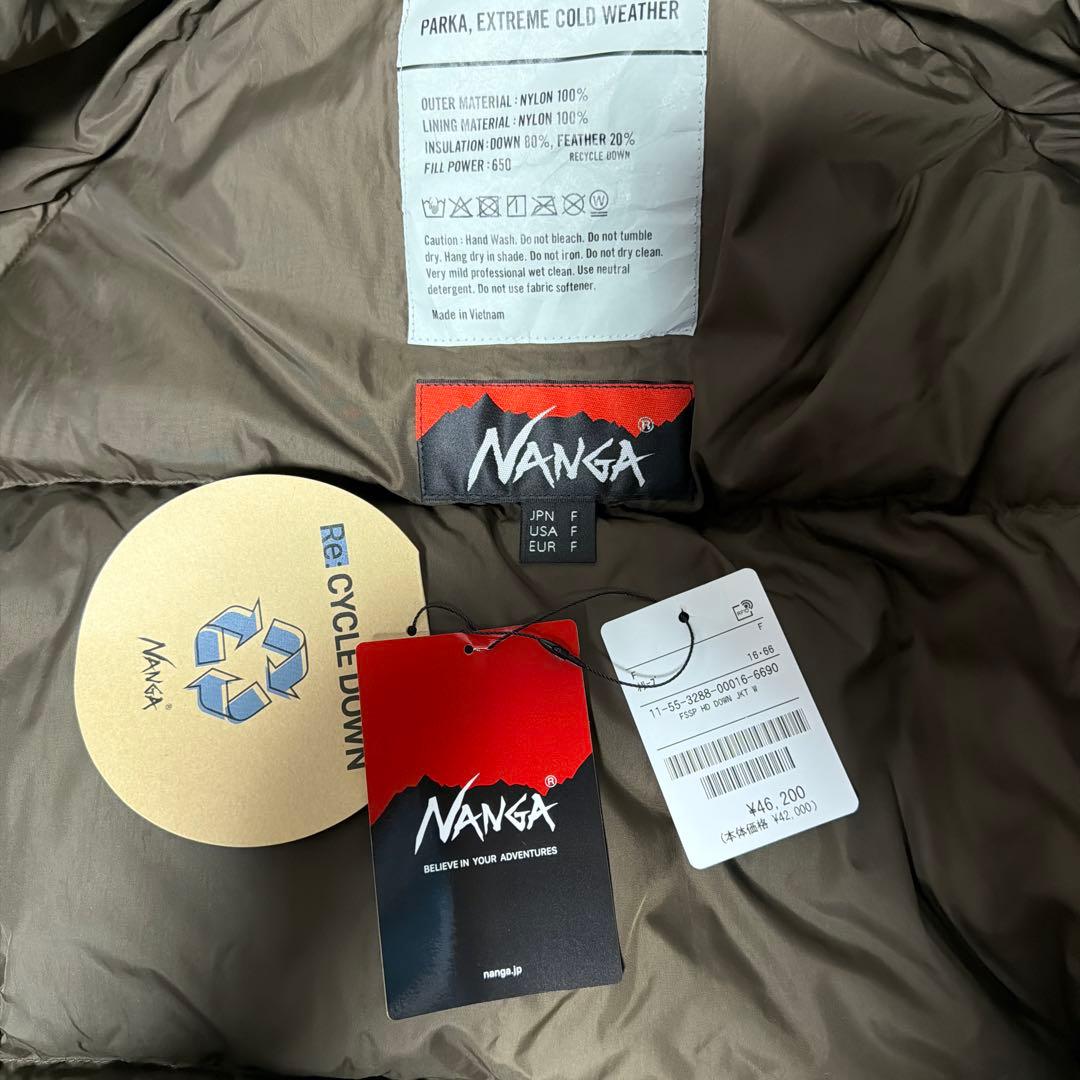 PARKA, EXTREME COLD WEATHER
OUTER MATERIAL : NYLON 100%
LINING MATERIAL : NYLON 100%
INSULATION : DOWN 80%, FEATHER 20%
RECYCLE DOWN
FILL POWER : 650
W
Caution : Hand Wash. Do not bleach. Do not tumble
dry. Hang dry in shade. Do not iron. Do not dry clean.
Very mild professional wet clean. Use neutral
detergent. Do not use fabric softener.
Made in Vietnam
NANGA®
JPN F
USA F
EUR F
Re: CYCLE DOWN
NANGA®
NANGA®
BELIEVE IN YOUR ADVENTURES
nanga.jp
RFID
F
16・66
11-55-3288-00016-6690
FSSP HD DOWN JKT W
¥46,200
(本体価格 ¥42,000)